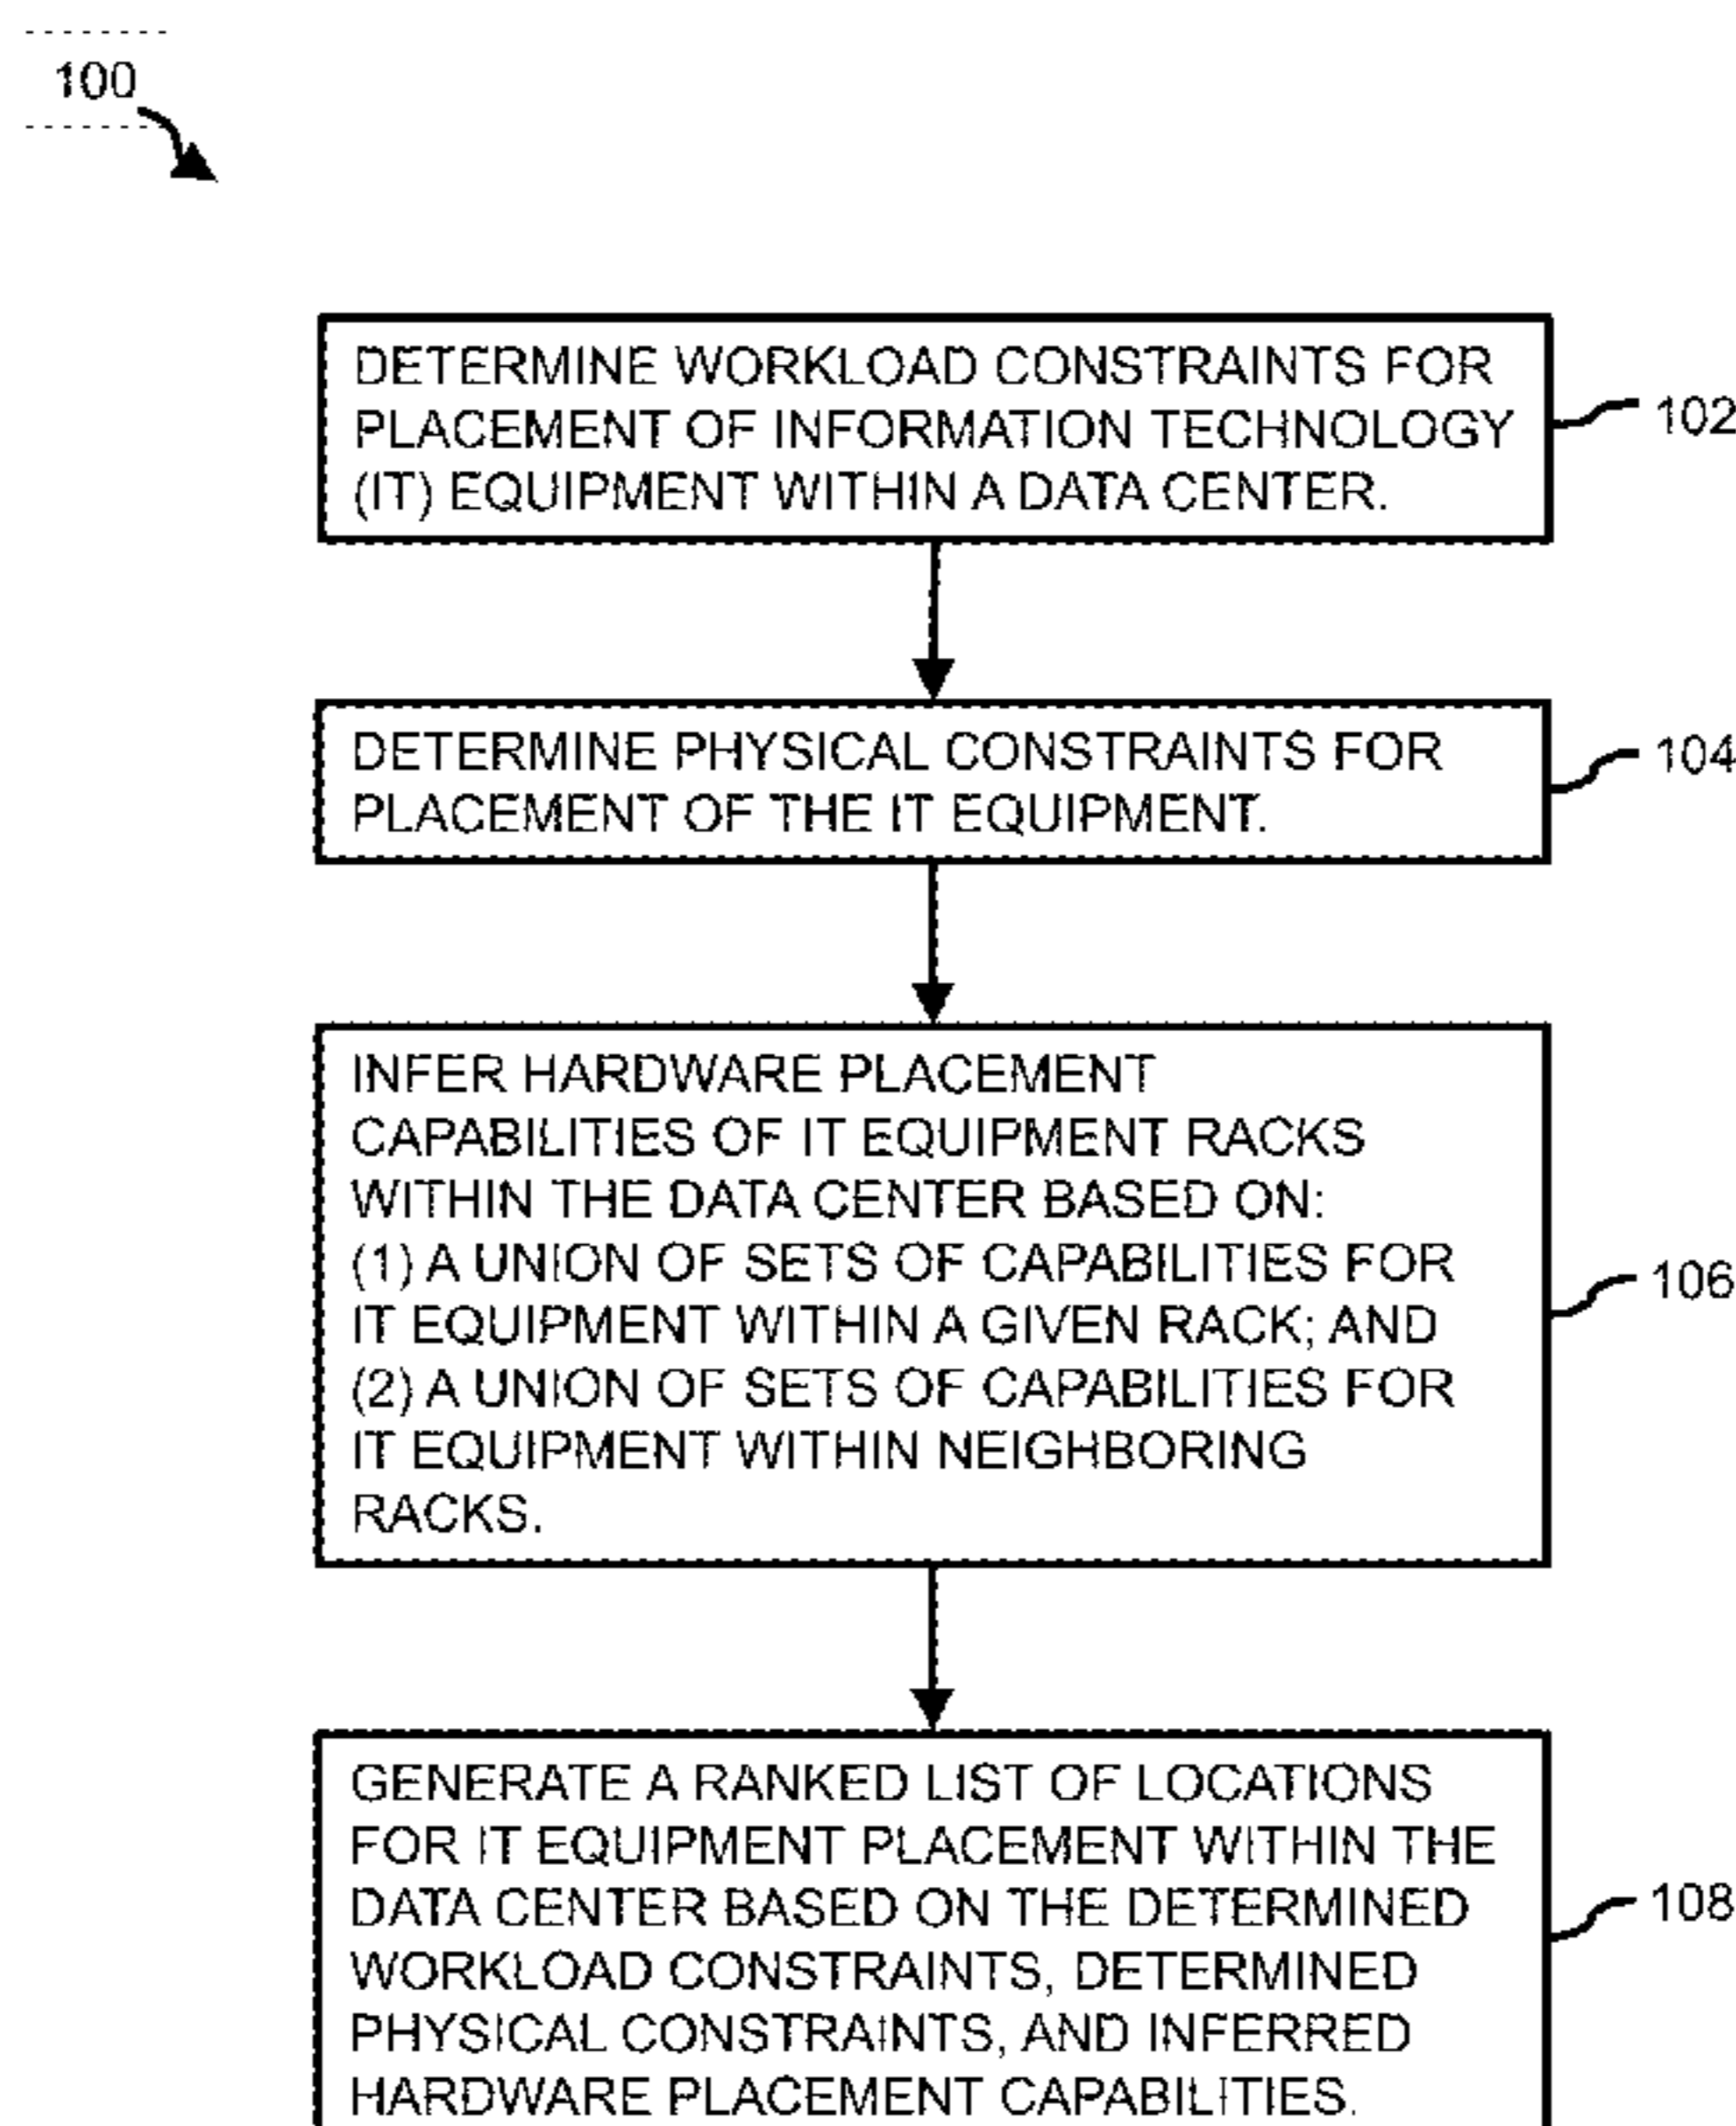 100
DETERMINE WORKLOAD CONSTRAINTS FOR
PLACEMENT OF INFORMATION TECHNOLOGY
(IT) EQUIPMENT WITHIN A DATA CENTER.
102
DETERMINE PHYSICAL CONSTRAINTS FOR
PLACEMENT OF THE IT EQUIPMENT.
104
INFER HARDWARE PLACEMENT
CAPABILITIES OF IT EQUIPMENT RACKS
WITHIN THE DATA CENTER BASED ON:
(1) A UNION OF SETS OF CAPABILITIES FOR
IT EQUIPMENT WITHIN A GIVEN RACK; AND
(2) A UNION OF SETS OF CAPABILITIES FOR
IT EQUIPMENT WITHIN NEIGHBORING
RACKS.
106
GENERATE A RANKED LIST OF LOCATIONS
FOR IT EQUIPMENT PLACEMENT WITHIN THE
DATA CENTER BASED ON THE DETERMINED
WORKLOAD CONSTRAINTS, DETERMINED
PHYSICAL CONSTRAINTS, AND INFERRED
HARDWARE PLACEMENT CAPABILITIES.
108